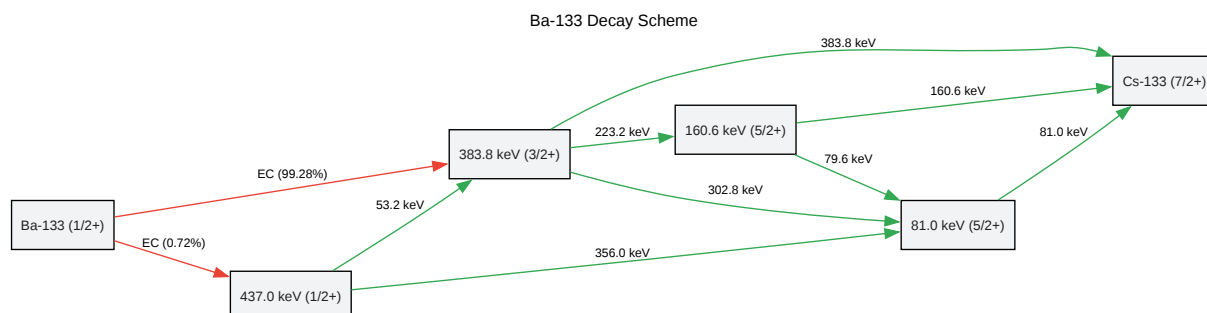 Ba-133 Decay Scheme
383.8 keV
Cs-133 (7/2+)
160.6 keV
223.2 keV
160.6 keV (5/2+)
81.0 keV
383.8 keV (3/2+)
79.6 keV
EC (99.28%)
302.8 keV
53.2 keV
Ba-133 (1/2+)
81.0 keV (5/2+)
EC (0.72%)
356.0 keV
437.0 keV (1/2+)